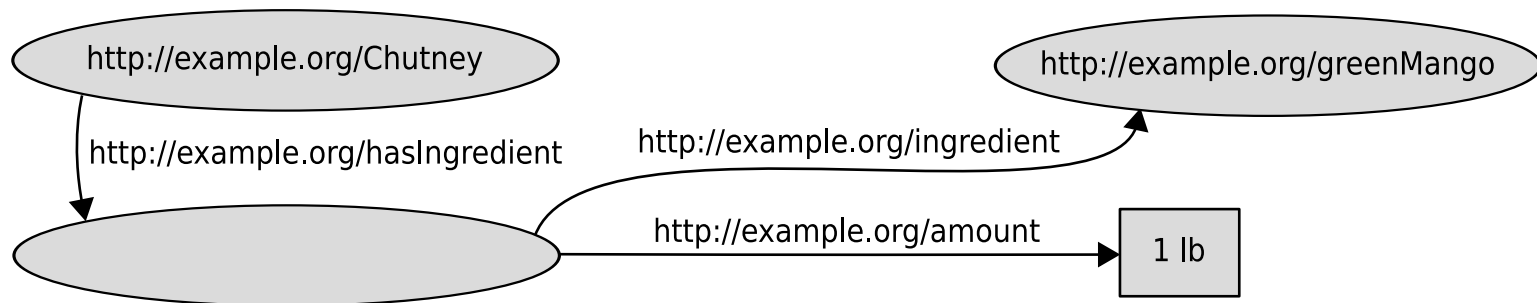 http://example.org/Chutney
http://example.org/greenMango
http://example.org/hasIngredient
http://example.org/ingredient
http://example.org/amount
1 lb